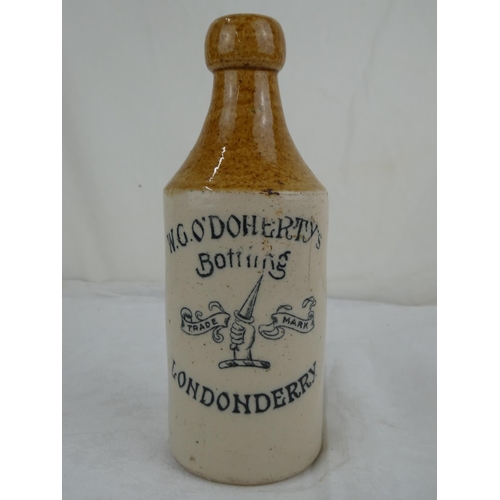 W.G. O'DOHERTY'S
Bottling
TRADE MARK
LONDONDERRY